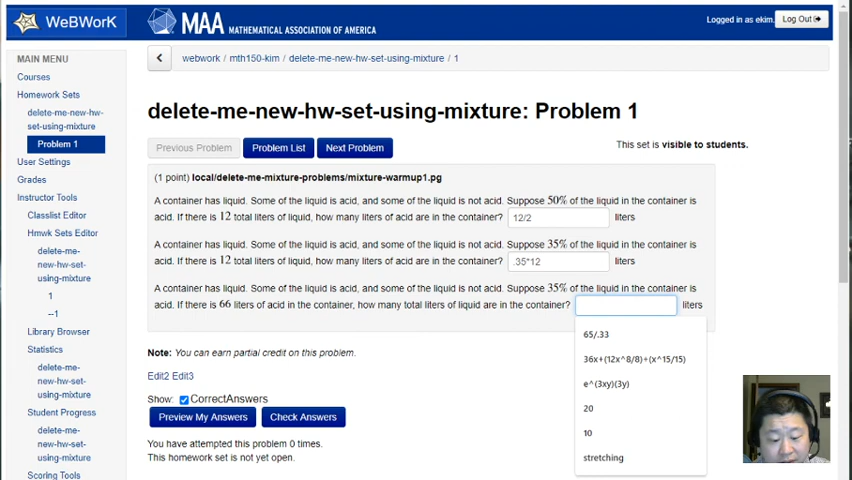 WeBWorK
MAA MATHEMATICAL ASSOCIATION OF AMERICA
Logged in as ekim. Log Out
MAIN MENU
Courses
Homework Sets
delete-me-new-hw-
set-using-mixture
Problem 1
User Settings
Grades
Instructor Tools
Classlist Editor
Hmwk Sets Editor
delete-me-
new-hw-set-
using-mixture
1
--1
Library Browser
Statistics
delete-me-
new-hw-set-
using-mixture
Student Progress
delete-me-
new-hw-set-
using-mixture
Scoring Tools
webwork / mth150-kim / delete-me-new-hw-set-using-mixture / 1
delete-me-new-hw-set-using-mixture: Problem 1
Previous Problem Problem List Next Problem
This set is visible to students.
(1 point) local/delete-me-mixture-problems/mixture-warmup1.pg
A container has liquid. Some of the liquid is acid, and some of the liquid is not acid. Suppose 50% of the liquid in the container is
acid. If there is 12 total liters of liquid, how many liters of acid are in the container? 12/2 liters
A container has liquid. Some of the liquid is acid, and some of the liquid is not acid. Suppose 35% of the liquid in the container is
acid. If there is 12 total liters of liquid, how many liters of acid are in the container? .35*12 liters
A container has liquid. Some of the liquid is acid, and some of the liquid is not acid. Suppose 35% of the liquid in the container is
acid. If there is 66 liters of acid in the container, how many total liters of liquid are in the container? liters
65/.33
36x+(12x^8/8)+(x^15/15)
e^(3xy)(3y)
20
10
stretching
Note: You can earn partial credit on this problem.
Edit2 Edit3
Show: CorrectAnswers
Preview My Answers Check Answers
You have attempted this problem 0 times.
This homework set is not yet open.